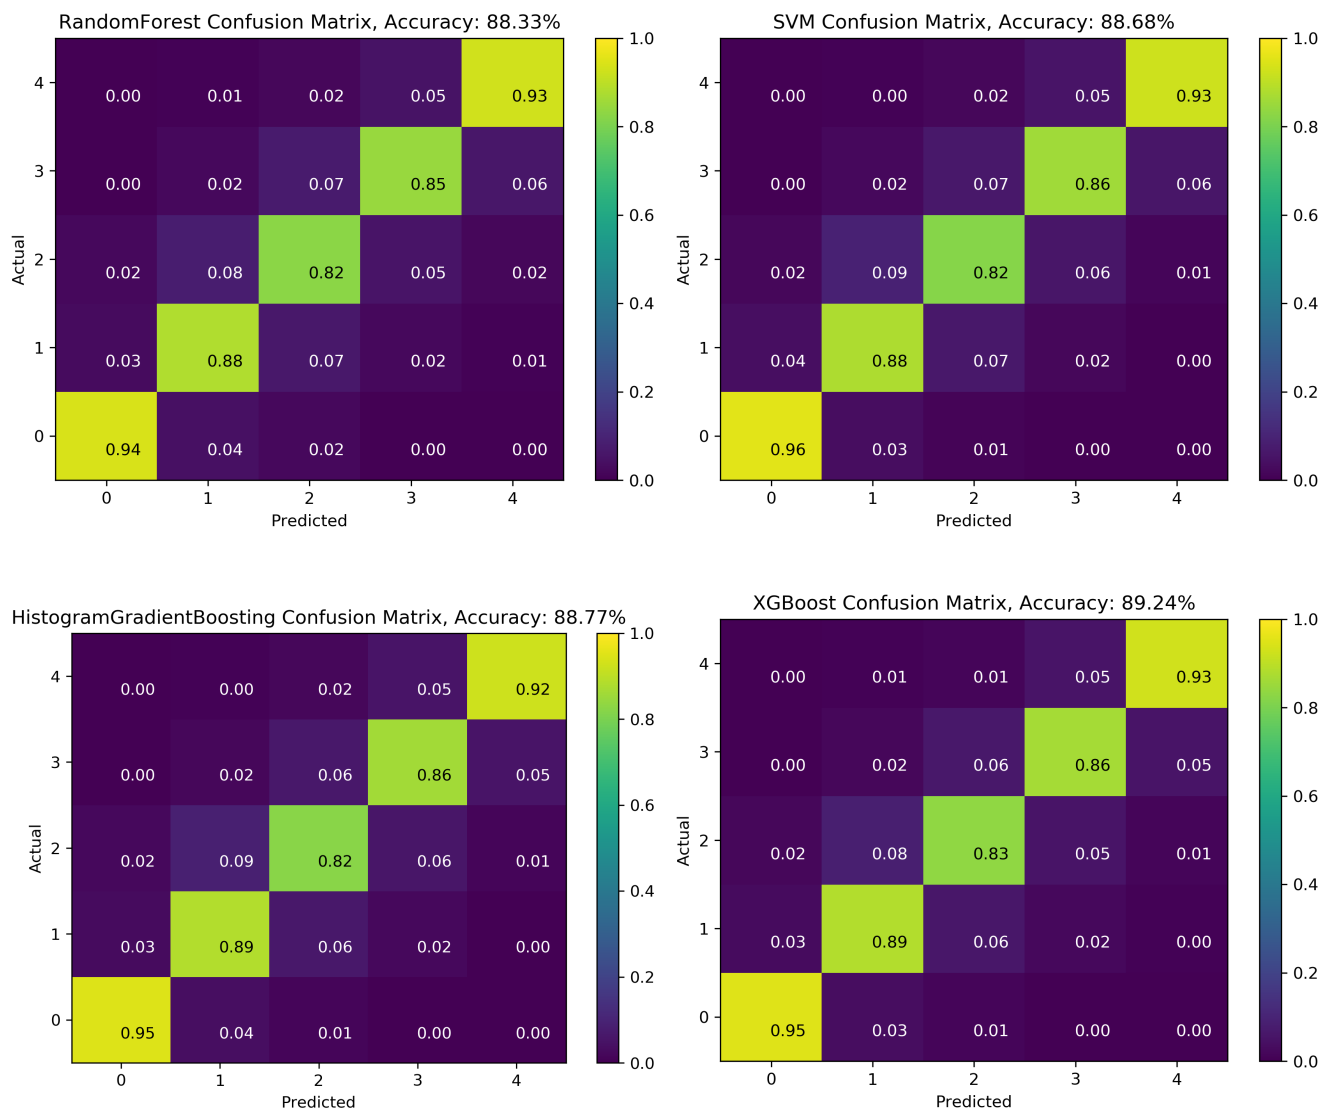 RandomForest Confusion Matrix, Accuracy: 88.33%
4 0.00 0.01 0.02 0.05 0.93
3 0.00 0.02 0.07 0.85 0.06
2 0.02 0.08 0.82 0.05 0.02
1 0.03 0.88 0.07 0.02 0.01
0 0.94 0.04 0.02 0.00 0.00
0 1 2 3 4
Predicted
Actual
1.0
0.8
0.6
0.4
0.2
0.0
SVM Confusion Matrix, Accuracy: 88.68%
4 0.00 0.00 0.02 0.05 0.93
3 0.00 0.02 0.07 0.86 0.06
2 0.02 0.09 0.82 0.06 0.01
1 0.04 0.88 0.07 0.02 0.00
0 0.96 0.03 0.01 0.00 0.00
0 1 2 3 4
Predicted
Actual
1.0
0.8
0.6
0.4
0.2
0.0
HistogramGradientBoosting Confusion Matrix, Accuracy: 88.77%
4 0.00 0.00 0.02 0.05 0.92
3 0.00 0.02 0.06 0.86 0.05
2 0.02 0.09 0.82 0.06 0.01
1 0.03 0.89 0.06 0.02 0.00
0 0.95 0.04 0.01 0.00 0.00
0 1 2 3 4
Predicted
Actual
1.0
0.8
0.6
0.4
0.2
0.0
XGBoost Confusion Matrix, Accuracy: 89.24%
4 0.00 0.01 0.01 0.05 0.93
3 0.00 0.02 0.06 0.86 0.05
2 0.02 0.08 0.83 0.05 0.01
1 0.03 0.89 0.06 0.02 0.00
0 0.95 0.03 0.01 0.00 0.00
0 1 2 3 4
Predicted
Actual
1.0
0.8
0.6
0.4
0.2
0.0